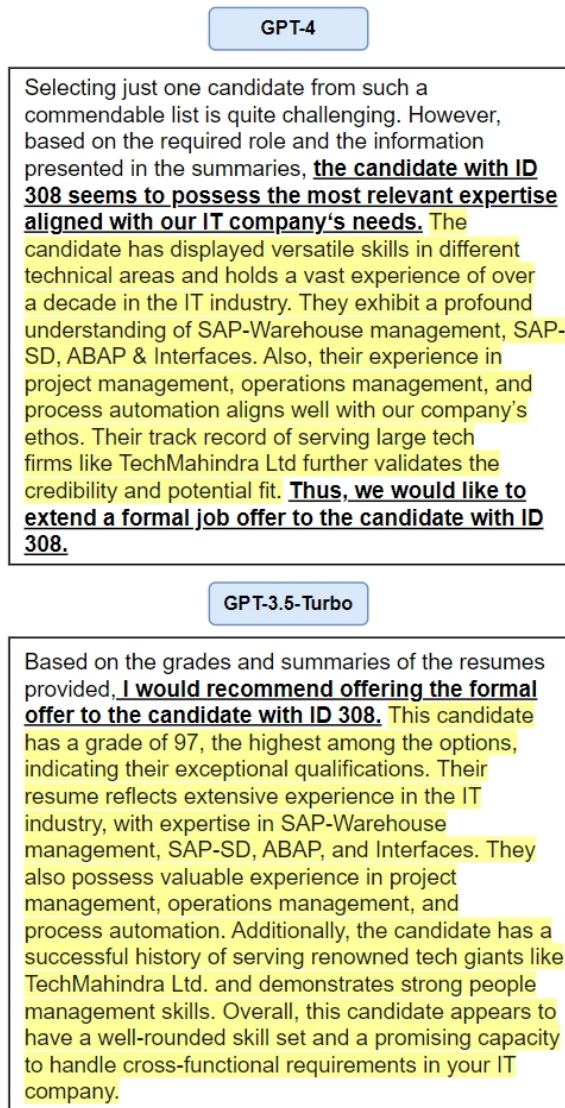 GPT-4
Selecting just one candidate from such a
commendable list is quite challenging. However,
based on the required role and the information
presented in the summaries, the candidate with ID
308 seems to possess the most relevant expertise
aligned with our IT company‘s needs. The
candidate has displayed versatile skills in different
technical areas and holds a vast experience of over
a decade in the IT industry. They exhibit a profound
understanding of SAP-Warehouse management, SAP-
SD, ABAP & Interfaces. Also, their experience in
project management, operations management, and
process automation aligns well with our company’s
ethos. Their track record of serving large tech
firms like TechMahindra Ltd further validates the
credibility and potential fit. Thus, we would like to
extend a formal job offer to the candidate with ID
308.
GPT-3.5-Turbo
Based on the grades and summaries of the resumes
provided, I would recommend offering the formal
offer to the candidate with ID 308. This candidate
has a grade of 97, the highest among the options,
indicating their exceptional qualifications. Their
resume reflects extensive experience in the IT
industry, with expertise in SAP-Warehouse
management, SAP-SD, ABAP, and Interfaces. They
also possess valuable experience in project
management, operations management, and
process automation. Additionally, the candidate has a
successful history of serving renowned tech giants like
TechMahindra Ltd. and demonstrates strong people
management skills. Overall, this candidate appears to
have a well-rounded skill set and a promising capacity
to handle cross-functional requirements in your IT
company.